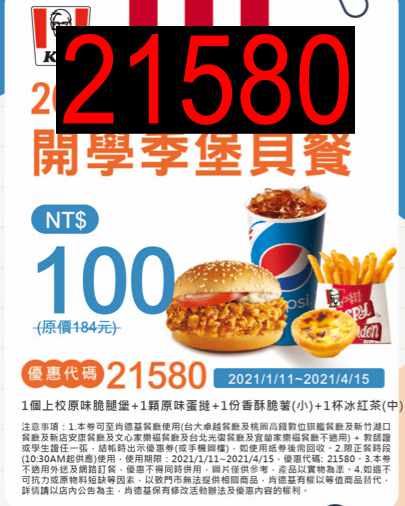 K
20
21580
開學季堡貝餐
NT$
100
(原價184元)
優惠代碼 21580 2021/1/11~2021/4/15
1個上校原味脆腿堡+1顆原味蛋撻+1份香酥脆薯(小)+1杯冰紅茶(中)
注意事項：1.本券可至肯德基餐廳使用(台大卓越餐廳及桃園高鐵數位旗艦餐廳及新竹湖口
餐廳及新店安康餐廳及文心家樂福餐廳及台北光復餐廳及宜蘭家樂福餐廳不適用) + 教師證
或學生證任一張，結帳時出示優惠券(或手機圖檔)，如使用紙券後需回收。2.限正餐時段
(10:30AM起供應)使用，使用期限：2021/1/11~2021/4/15，優惠代碼: 21580。3.本券
不適用外送及網路訂餐，優惠不得同時併用，圖片僅供參考，產品以實物為準。4.如遇不
可抗力或原物料短缺等因素，以致門市無法提供相關商品，肯德基有權以等值商品替代，
詳情請以店內公告為主，肯德基保有修改活動辦法及優惠內容的權利。